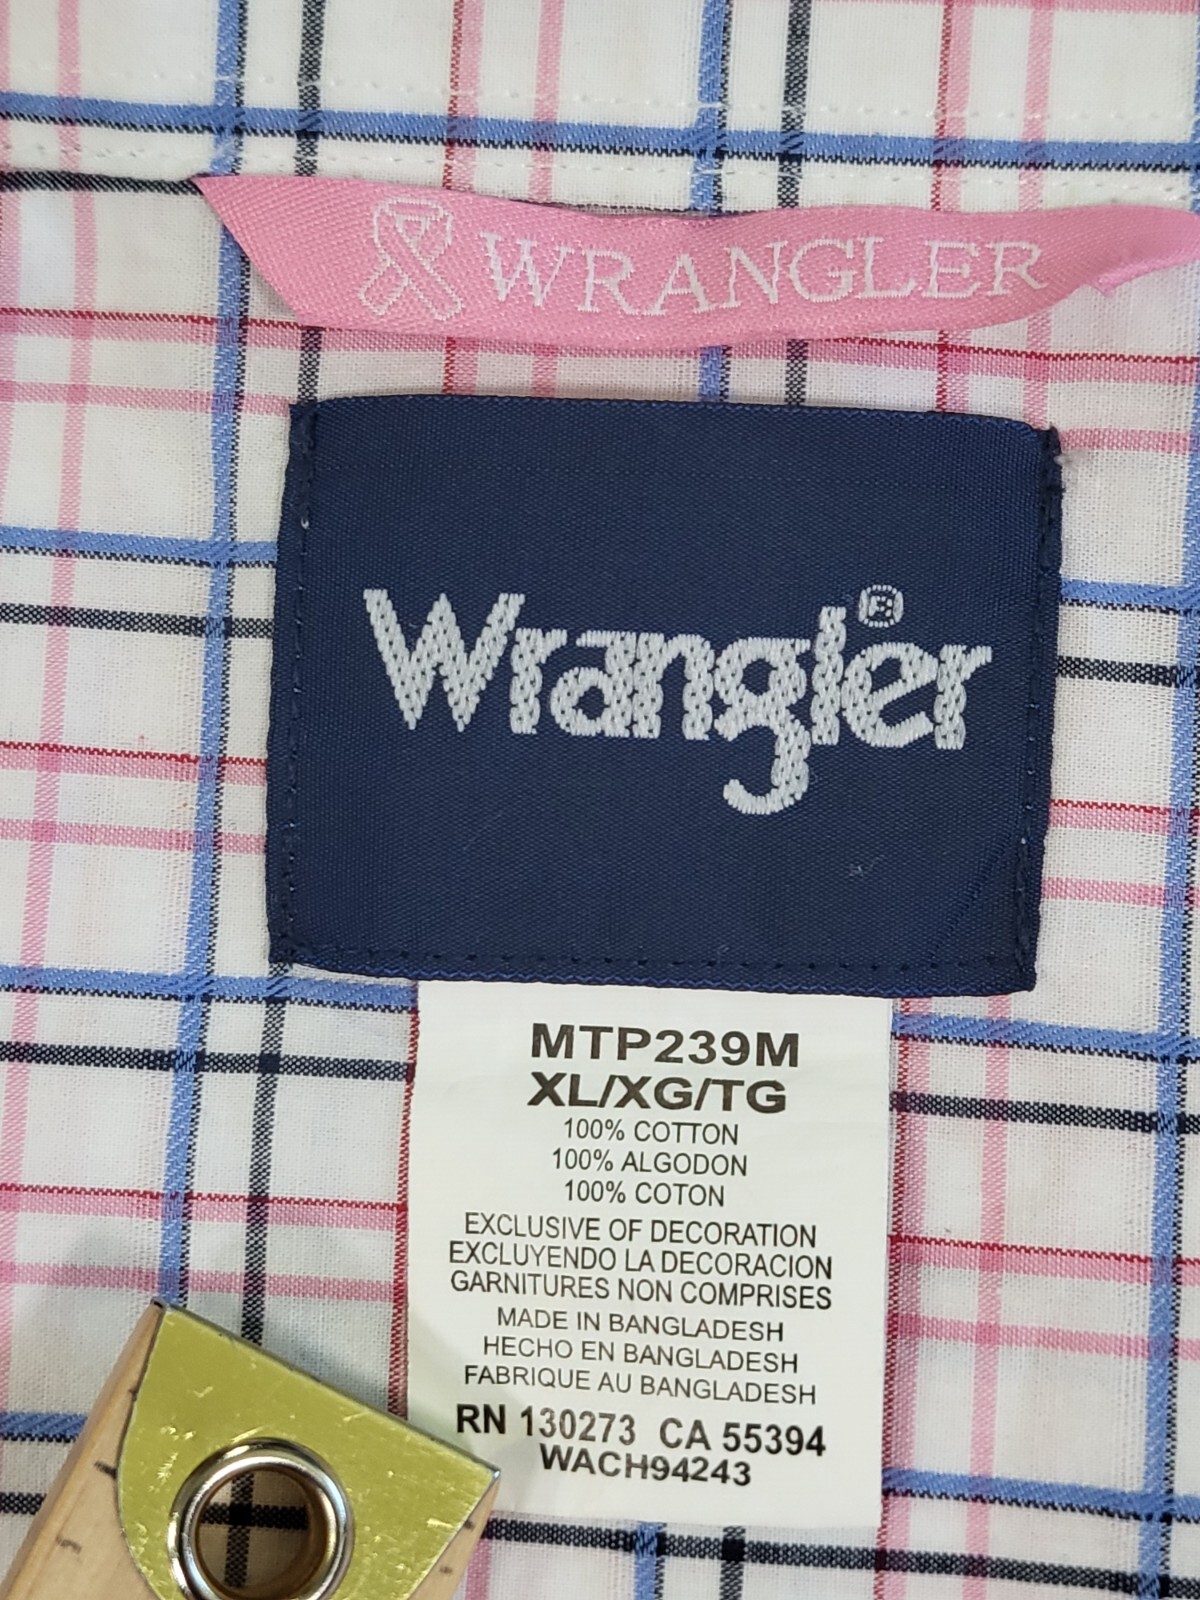 WRANGLER
Wrangler®
MTP239M
XL/XG/TG
100% COTTON
100% ALGODON
100% COTON
EXCLUSIVE OF DECORATION
EXCLUYENDO LA DECORACION
GARNITURES NON COMPRISES
MADE IN BANGLADESH
HECHO EN BANGLADESH
FABRIQUE AU BANGLADESH
RN 130273 CA 55394
WACH94243